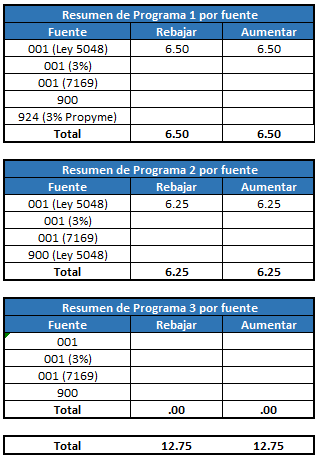 Resumen de Programa 1 por fuente
Fuente Rebajar Aumentar
001 (Ley 5048) 6.50 6.50
001 (3%)
001 (7169)
900
924 (3% Propyme)
Total 6.50 6.50
Resumen de Programa 2 por fuente
Fuente Rebajar Aumentar
001 (Ley 5048) 6.25 6.25
001 (3%)
001 (7169)
900 (Ley 5048)
Total 6.25 6.25
Resumen de Programa 3 por fuente
Fuente Rebajar Aumentar
001
001 (3%)
001 (7169)
900
Total .00 .00
Total 12.75 12.75